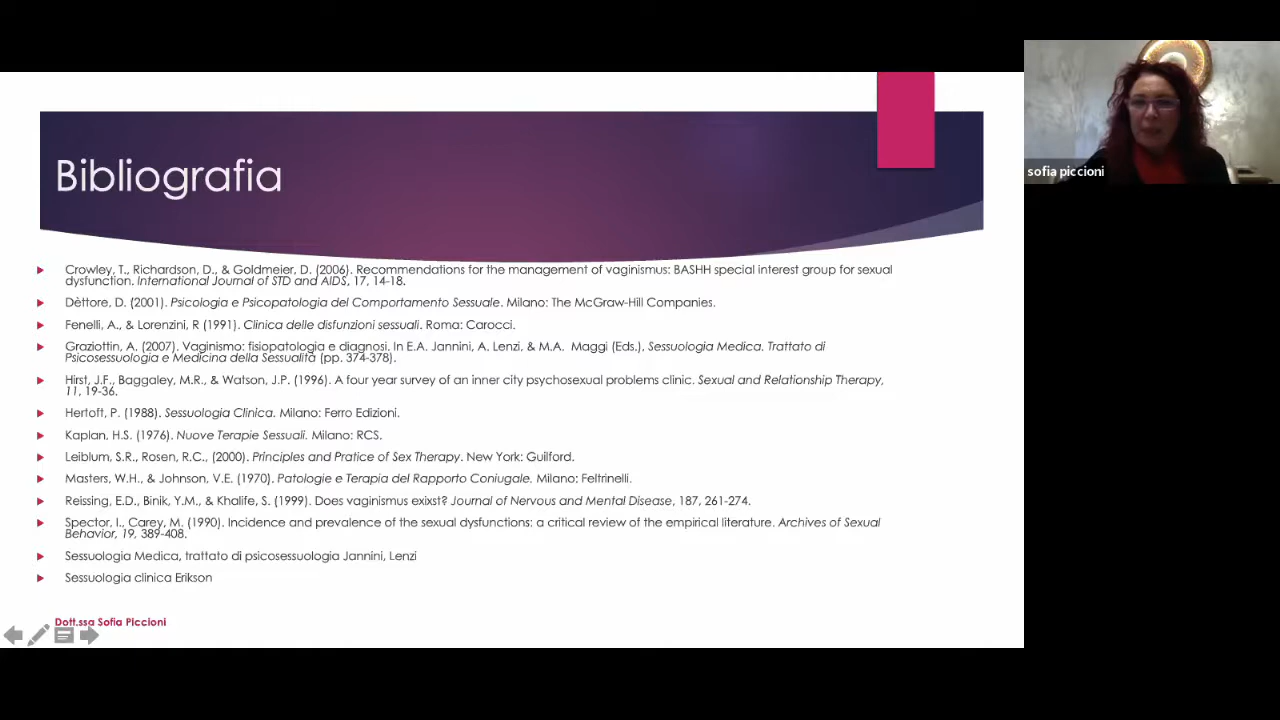 Bibliografia
sofia piccioni
Crowley, T., Richardson, D., & Goldmeier, D. (2006). Recommendations for the management of vaginismus: BASHH special interest group for sexual
dysfunction. International Journal of STD and AIDS, 17, 14-18.
Dèttore, D. (2001). Psicologia e Psicopatologia del Comportamento Sessuale. Milano: The McGraw-Hill Companies.
Fenelli, A., & Lorenzini, R (1991). Clinica delle disfunzioni sessuali. Roma: Carocci.
Graziottin, A. (2007). Vaginismo: fisiopatologia e diagnosi. In E.A. Jannini, A. Lenzi, & M.A. Maggi (Eds.). Sessuologia Medica. Trattato di
Psicosessuologia e Medicina della Sessualità (pp. 374-378).
Hirst, J.F., Baggaley, M.R., & Watson, J.P. (1996). A four year survey of an inner city psychosexual problems clinic. Sexual and Relationship Therapy,
11, 19-36.
Hertoft, P. (1988). Sessuologia Clinica. Milano: Ferro Edizioni.
Kaplan, H.S. (1976). Nuove Terapie Sessuali. Milano: RCS.
Leiblum, S.R., Rosen, R.C., (2000). Principles and Pratice of Sex Therapy. New York: Guilford.
Masters, W.H., & Johnson, V.E. (1970). Patologie e Terapia del Rapporto Coniugale. Milano: Feltrinelli.
Reissing, E.D., Binik, Y.M., & Khalife, S. (1999). Does vaginismus exixst? Journal of Nervous and Mental Disease, 187, 261-274.
Spector, I., Carey, M. (1990). Incidence and prevalence of the sexual dysfunctions: a critical review of the empirical literature. Archives of Sexual
Behavior, 19, 389-408.
Sessuologia Medica, trattato di psicosessuologia Jannini, Lenzi
Sessuologia clinica Erikson
Dott.ssa Sofia Piccioni